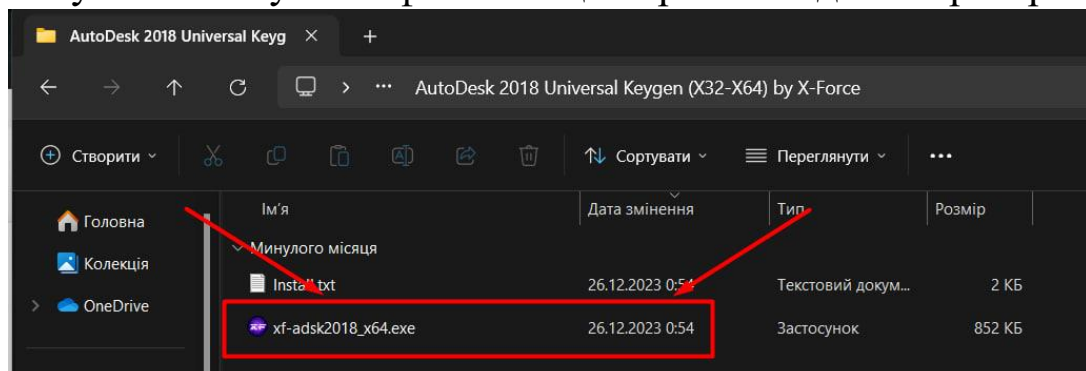 AutoDesk 2018 Universal Keyg
AutoDesk 2018 Universal Keygen (X32-X64) by X-Force
Створити
Сортувати
Переглянути
Ім'я Дата змінення Тип Розмір
Головна
Минулого місяця
Колекція
Install.txt 26.12.2023 0:54 Текстовий докум... 2 КБ
OneDrive
xf-adsk2018_x64.exe 26.12.2023 0:54 Застосунок 852 КБ